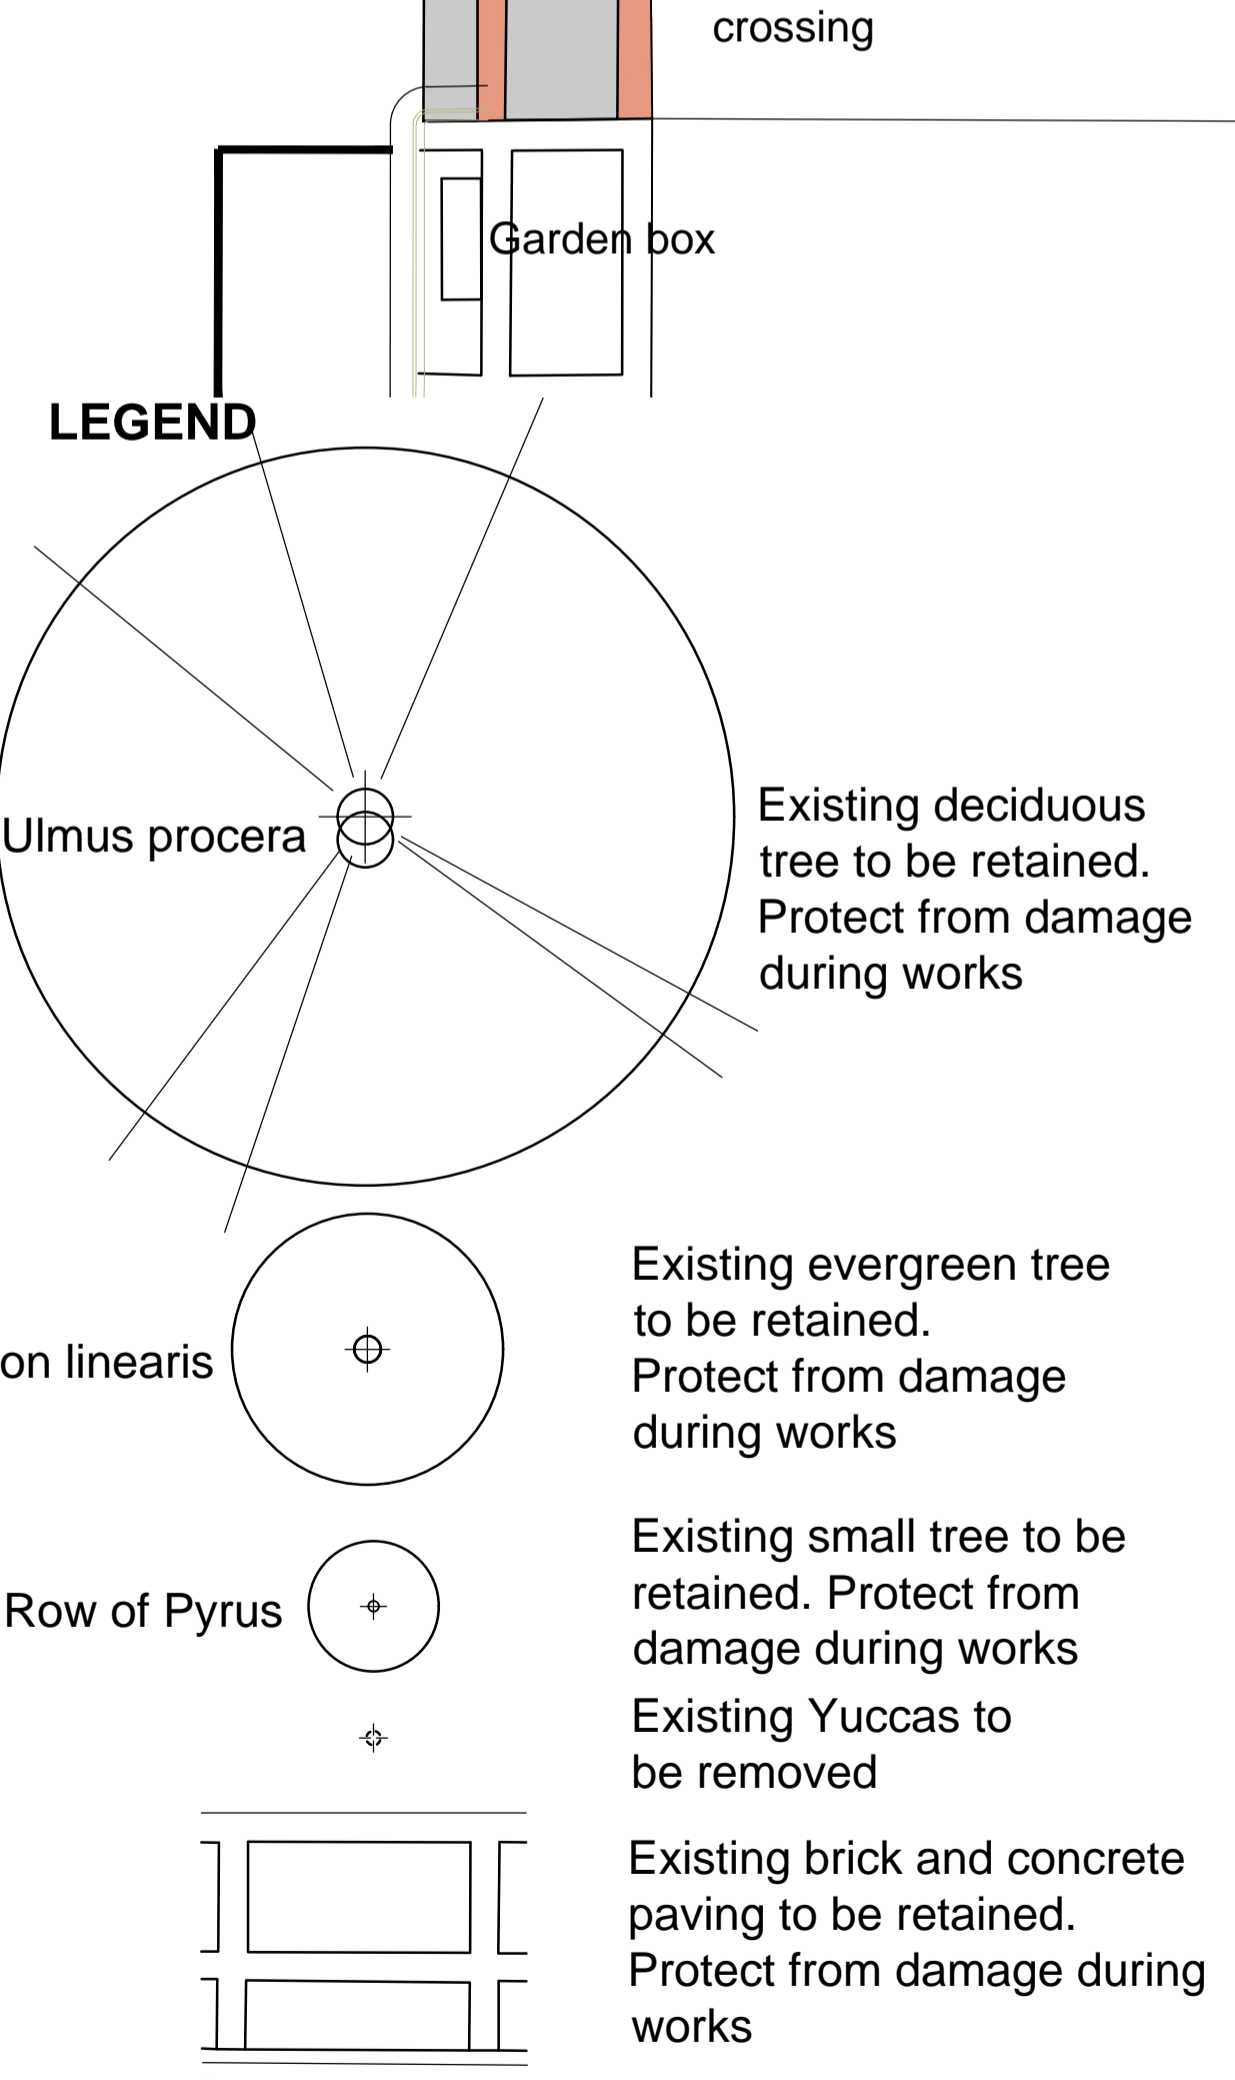 crossing
Garden box
LEGEND
Ulmus procera
Existing deciduous
tree to be retained.
Protect from damage
during works
on linearis
Existing evergreen tree
to be retained.
Protect from damage
during works
Row of Pyrus
Existing small tree to be
retained. Protect from
damage during works
Existing Yuccas to
be removed
Existing brick and concrete
paving to be retained.
Protect from damage during
works